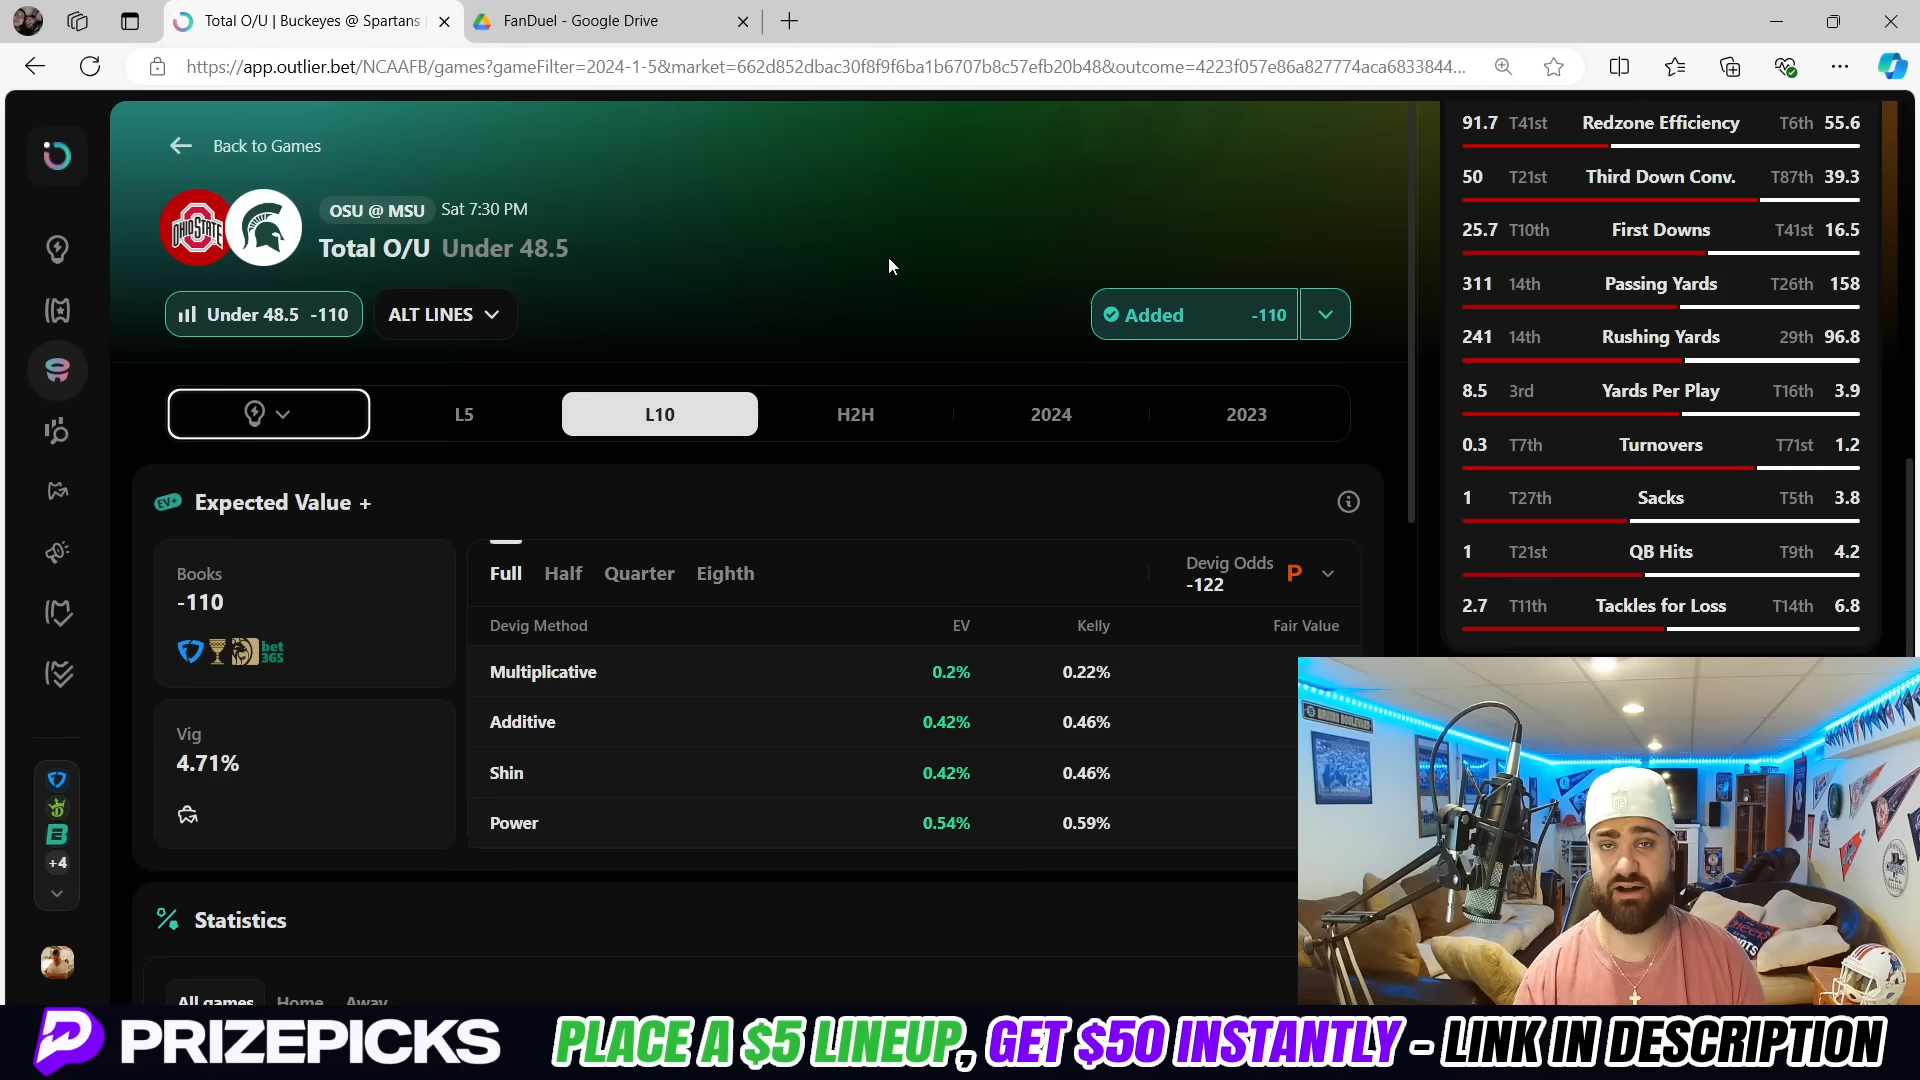 Total O/U | Buckeyes @ Spartans
FanDuel - Google Drive
https://app.outlier.bet/NCAAFB/games?gameFilter=2024-1-5&market=662d852dbac30f8f9f6ba1b6707b8c57efb20b48&outcome=4223f057e86a827774aca6833844...
Back to Games
OHIO STATE
OSU @ MSU Sat 7:30 PM
Total O/U Under 48.5
Under 48.5 -110
ALT LINES
Added -110
L5
L10
H2H
2024
2023
EV+ Expected Value +
Books
-110
bet365
Vig
4.71%
Full Half Quarter Eighth
Devig Odds
-122
P
Devig Method EV Kelly Fair Value
Multiplicative 0.2% 0.22%
Additive 0.42% 0.46%
Shin 0.42% 0.46%
Power 0.54% 0.59%
Statistics
All games Home Away
+4
91.7 T41st Redzone Efficiency T6th 55.6
50 T21st Third Down Conv. T87th 39.3
25.7 T10th First Downs T41st 16.5
311 14th Passing Yards T26th 158
241 14th Rushing Yards 29th 96.8
8.5 3rd Yards Per Play T16th 3.9
0.3 T7th Turnovers T71st 1.2
1 T27th Sacks T5th 3.8
1 T21st QB Hits T9th 4.2
2.7 T11th Tackles for Loss T14th 6.8
BRUINS BOULEVARD
NFL
PRIZEPICKS
PLACE A $5 LINEUP, GET $50 INSTANTLY - LINK IN DESCRIPTION